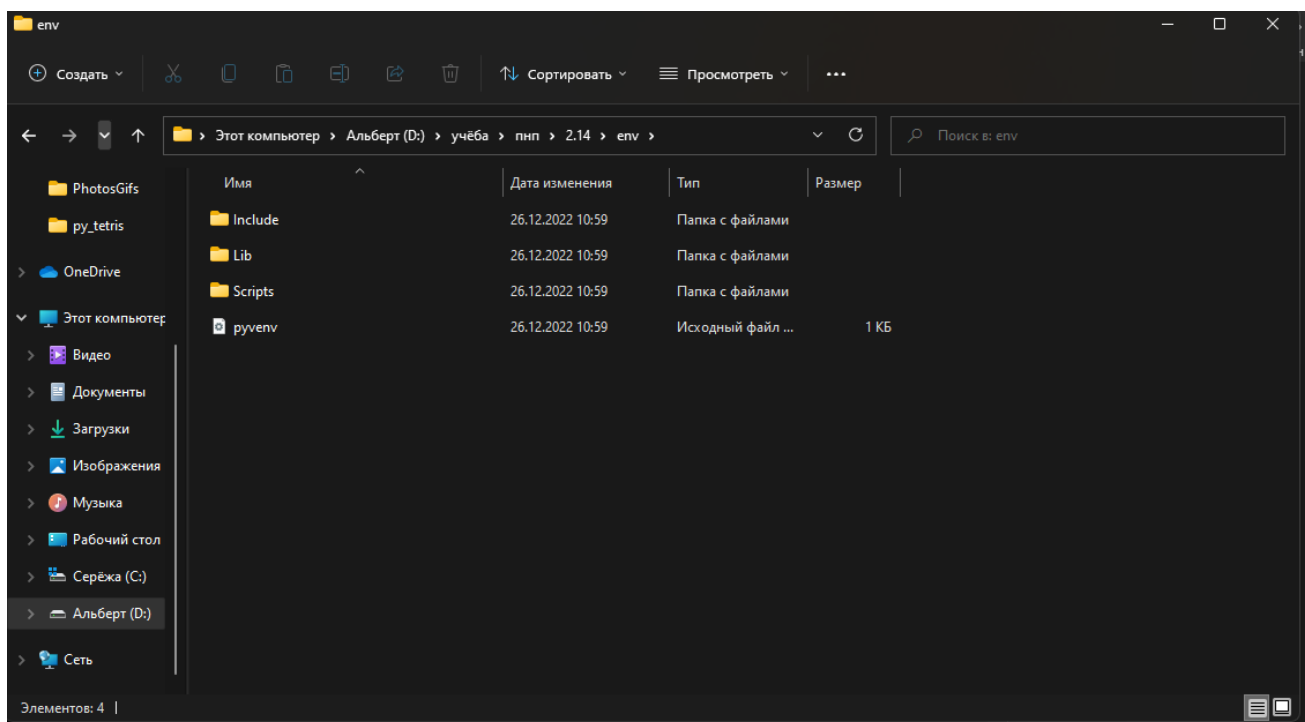 env
Создать
Сортировать
Просмотреть
Этот компьютер > Альберт (D:) > учёба > пнп > 2.14 > env >
Поиск в: env
PhotosGifs
py_tetris
OneDrive
Этот компьютер
Видео
Документы
Загрузки
Изображения
Музыка
Рабочий стол
Серёжа (C:)
Альберт (D:)
Сеть
Имя Дата изменения Тип Размер
Include 26.12.2022 10:59 Папка с файлами
Lib 26.12.2022 10:59 Папка с файлами
Scripts 26.12.2022 10:59 Папка с файлами
pyvenv 26.12.2022 10:59 Исходный файл ... 1 КБ
Элементов: 4